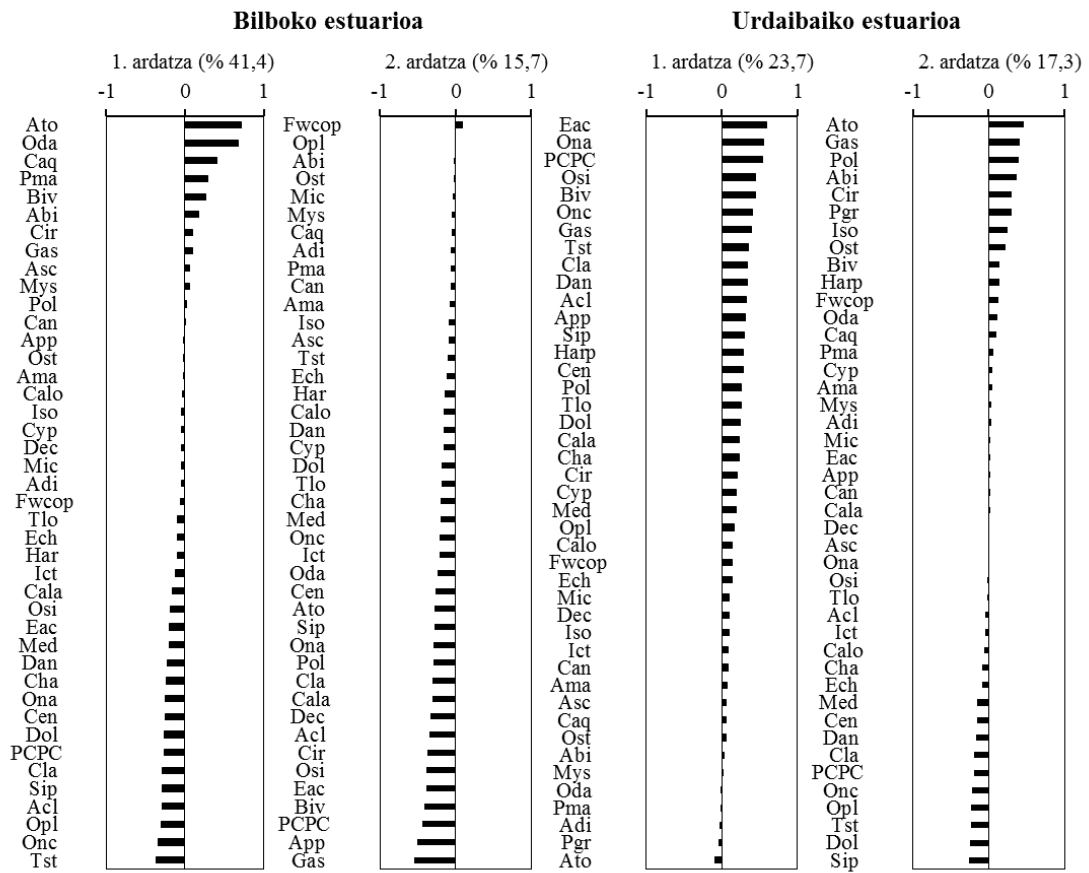 Bilboko estuarioa
Urdaibaiko estuarioa
1. ardatza (% 41,4)
-1 0 1
Ato
Oda
Caq
Pma
Biv
Abi
Cir
Gas
Asc
Mys
Pol
Can
App
Ost
Ama
Calo
Iso
Cyp
Dec
Mic
Adi
Fwcop
Tlo
Ech
Har
Ict
Cala
Osi
Eac
Med
Dan
Cha
Ona
Cen
Dol
PCPC
Cla
Sip
Acl
Opl
Onc
Tst
2. ardatza (% 15,7)
-1 0 1
Fwcop
Opl
Abi
Ost
Mic
Mys
Caq
Adi
Pma
Can
Ama
Iso
Asc
Tst
Ech
Har
Calo
Dan
Cyp
Dol
Tlo
Cha
Med
Onc
Ict
Oda
Cen
Ato
Sip
Ona
Pol
Cla
Cala
Dec
Acl
Cir
Osi
Eac
Biv
PCPC
App
Gas
1. ardatza (% 23,7)
-1 0 1
Eac
Ona
PCPC
Osi
Biv
Onc
Gas
Tst
Cla
Dan
Acl
App
Sip
Harp
Cen
Pol
Tlo
Dol
Cala
Cha
Cir
Cyp
Med
Opl
Calo
Fwcop
Ech
Mic
Dec
Iso
Ict
Can
Ama
Asc
Caq
Ost
Abi
Mys
Oda
Pma
Adi
Pgr
Ato
2. ardatza (% 17,3)
-1 0 1
Ato
Gas
Pol
Abi
Cir
Pgr
Iso
Ost
Biv
Harp
Fwcop
Oda
Caq
Pma
Cyp
Ama
Mys
Adi
Mic
Eac
App
Can
Cala
Dec
Asc
Ona
Osi
Tlo
Acl
Ict
Calo
Cha
Ech
Med
Cen
Dan
Cla
PCPC
Onc
Opl
Tst
Dol
Sip